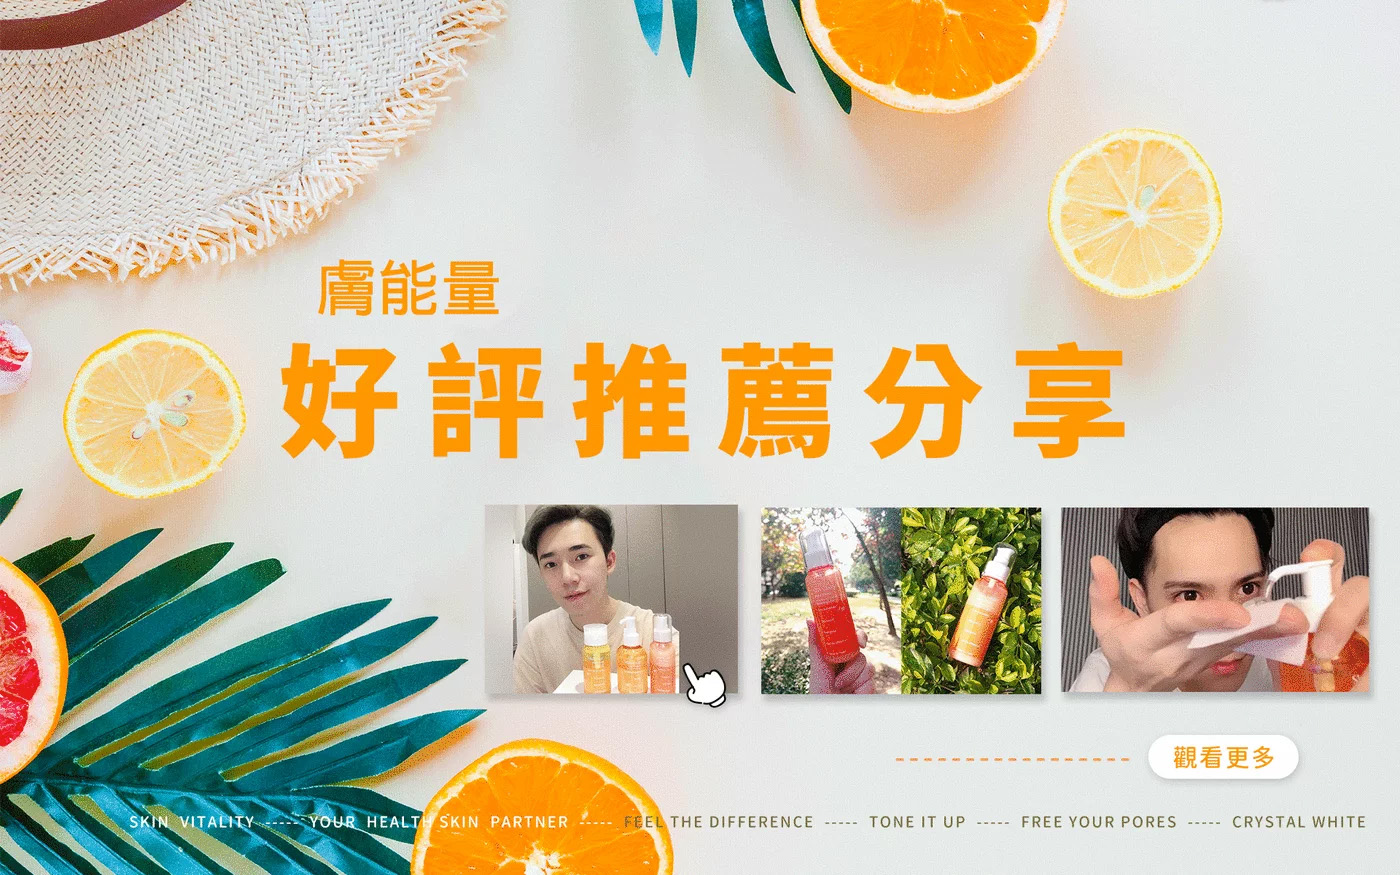 膚能量
好評推薦分享
觀看更多
SKIN VITALITY ----- YOUR HEALTH SKIN PARTNER ----- FEEL THE DIFFERENCE ----- TONE IT UP ----- FREE YOUR PORES ----- CRYSTAL WHITE